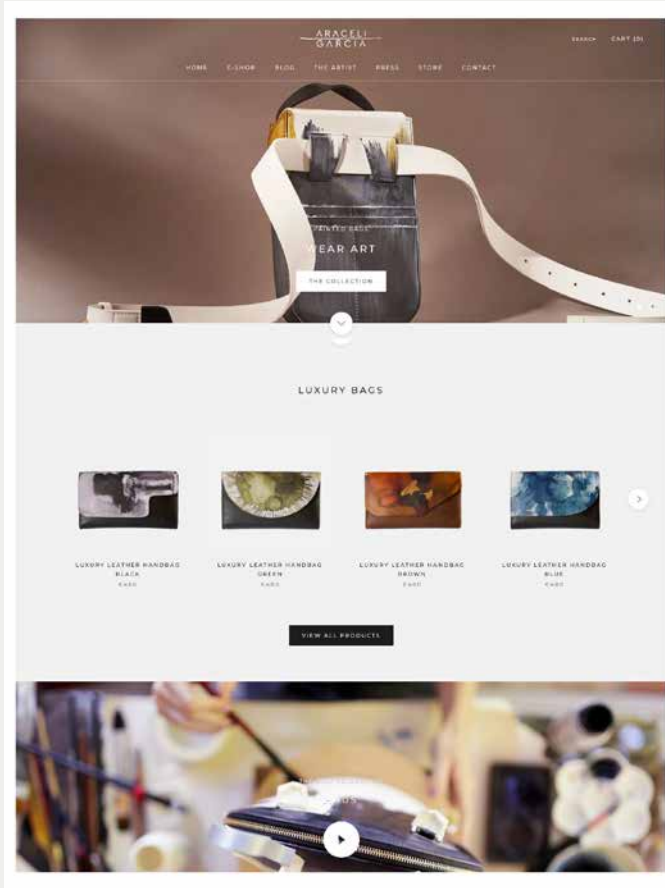 ARACELI
GARCIA
SEARCH
CART (0)
HOME E-SHOP BLOG THE ARTIST PRESS STORE CONTACT
PAINTED BAGS
WEAR ART
THE COLLECTION
LUXURY BAGS
LUXURY LEATHER HANDBAG
BLACK
LUXURY LEATHER HANDBAG
GREEN
LUXURY LEATHER HANDBAG
BROWN
LUXURY LEATHER HANDBAG
BLUE
VIEW ALL PRODUCTS